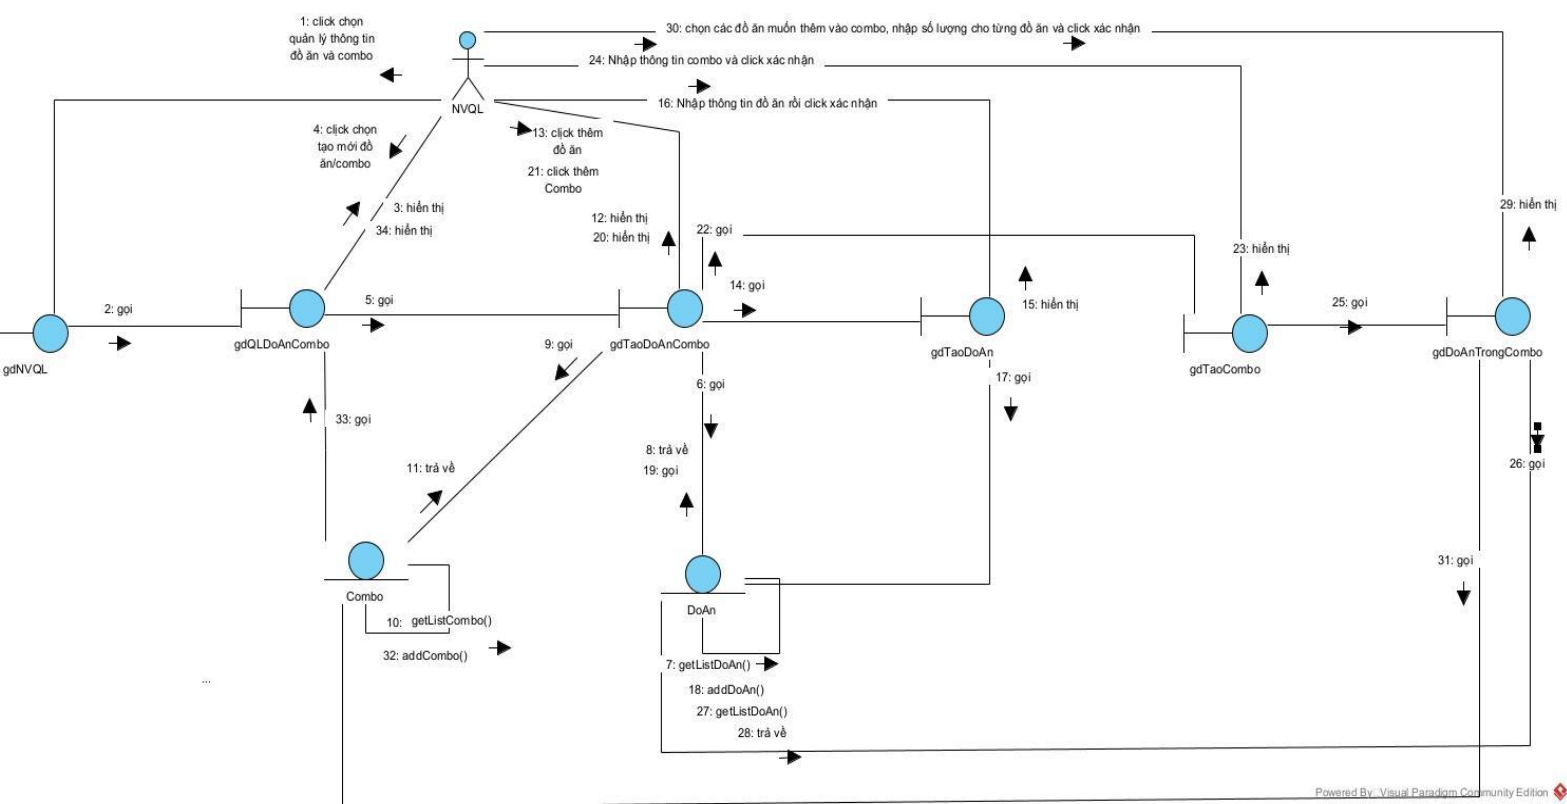 1: click chọn
quản lý thông tin
đồ ăn và combo
30: chọn các đồ ăn muốn thêm vào combo, nhập số lượng cho từng đồ ăn và click xác nhận
24: Nhập thông tin combo và click xác nhận
NVQL
16: Nhập thông tin đồ ăn rồi click xác nhận
4: click chọn
tạo mới đồ
ăn/combo
13: click thêm
đồ ăn
21: click thêm
Combo
3: hiển thị
34: hiển thị
12: hiển thị
20: hiển thị
22: gọi
23: hiển thị
29: hiển thị
2: gọi
5: gọi
14: gọi
15: hiển thị
25: gọi
gdNVQL
gdQLDoAnCombo
9: gọi
gdTaoDoAnCombo
gdTaoDoAn
gdTaoCombo
gdDoAnTrongCombo
6: gọi
17: gọi
33: gọi
11: trả về
8: trả về
19: gọi
26: gọi
31: gọi
Combo
10: getListCombo()
32: addCombo()
DoAn
7: getListDoAn()
18: addDoAn()
27: getListDoAn()
28: trả về
...
Powered By Visual Paradigm Community Edition